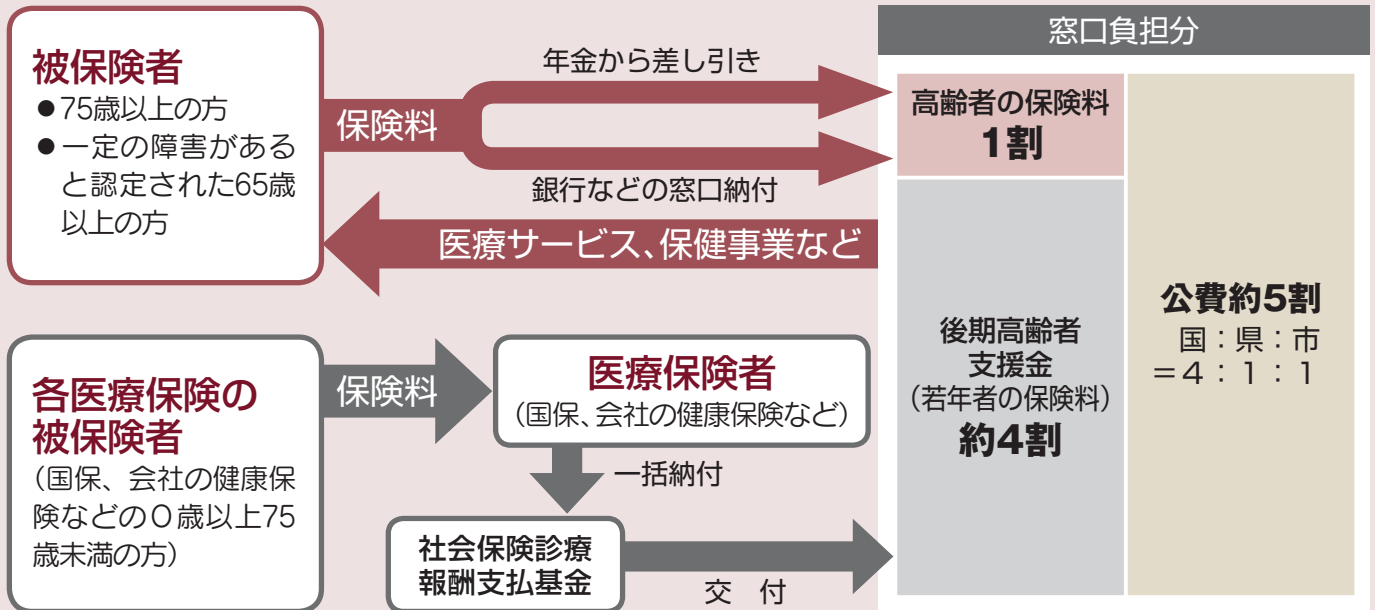 被保険者
●75歳以上の方
●一定の障害がある
と認定された65歳
以上の方
保険料
年金から差し引き
銀行などの窓口納付
医療サービス、保健事業など
各医療保険の
被保険者
(国保、会社の健康保
険などの０歳以上75
歳未満の方)
保険料
医療保険者
(国保、会社の健康保険など)
一括納付
社会保険診療
報酬支払基金
交　付
窓口負担分
高齢者の保険料
1割
後期高齢者
支援金
(若年者の保険料)
約4割
公費約5割
国：県：市
＝４：１：１